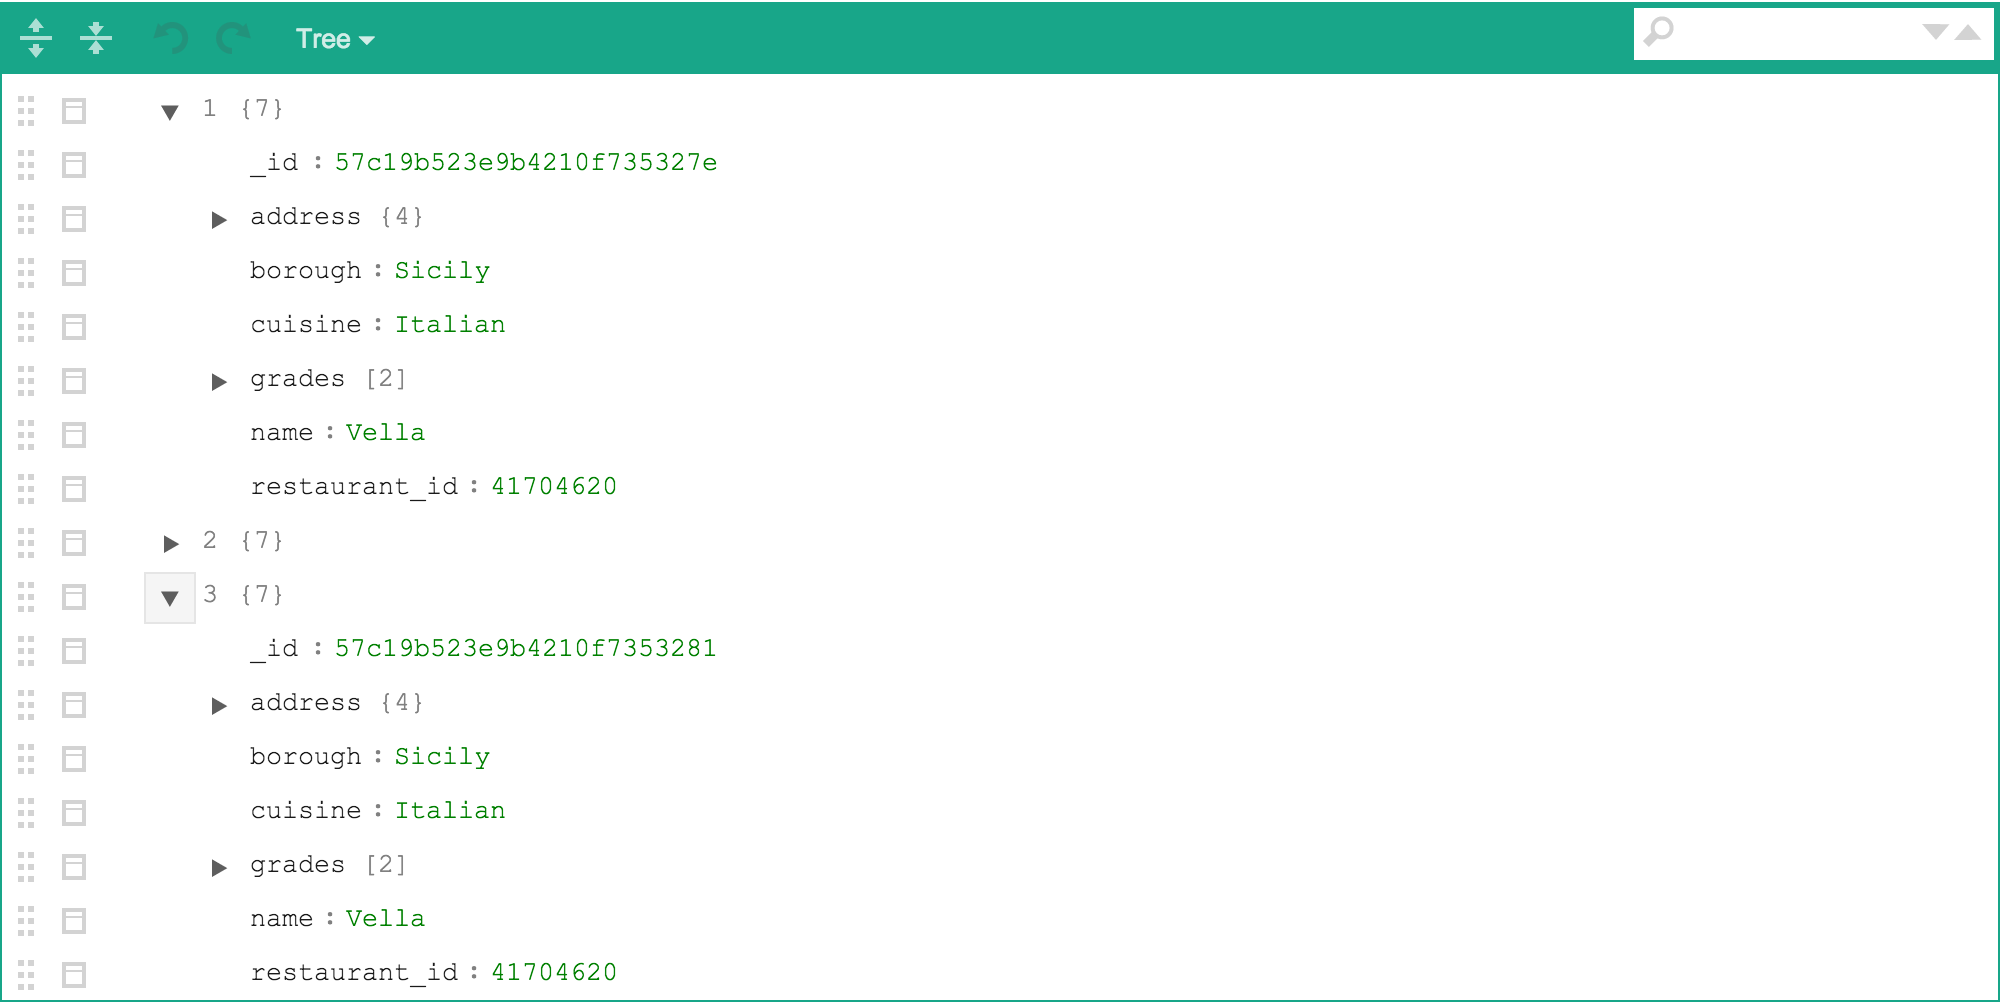 Tree
1 {7}
_id : 57c19b523e9b4210f735327e
address {4}
borough : Sicily
cuisine : Italian
grades [2]
name : Vella
restaurant_id : 41704620
2 {7}
3 {7}
_id : 57c19b523e9b4210f7353281
address {4}
borough : Sicily
cuisine : Italian
grades [2]
name : Vella
restaurant_id : 41704620